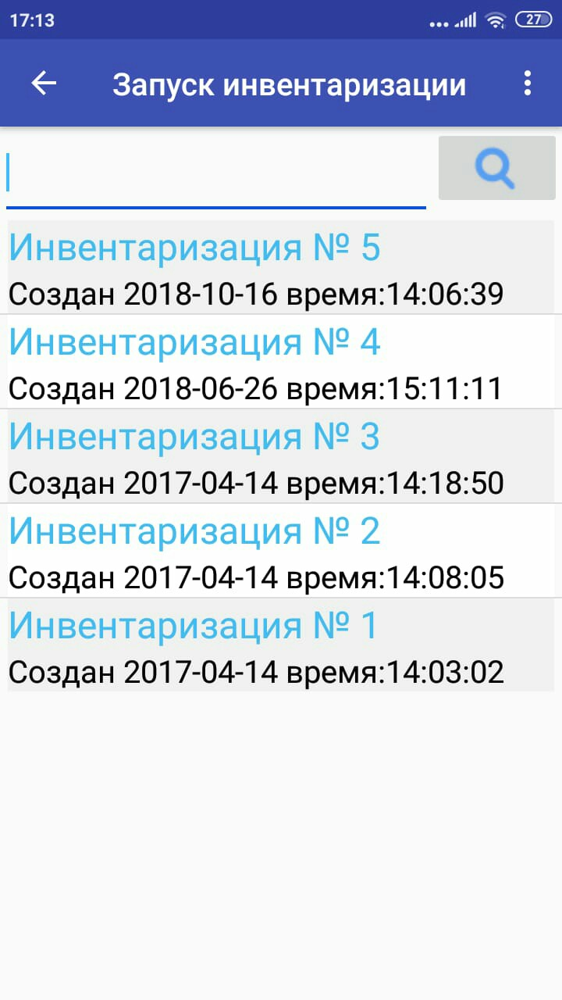 17:13
27
Запуск инвентаризации
Инвентаризация № 5
Создан 2018-10-16 время:14:06:39
Инвентаризация № 4
Создан 2018-06-26 время:15:11:11
Инвентаризация № 3
Создан 2017-04-14 время:14:18:50
Инвентаризация № 2
Создан 2017-04-14 время:14:08:05
Инвентаризация № 1
Создан 2017-04-14 время:14:03:02